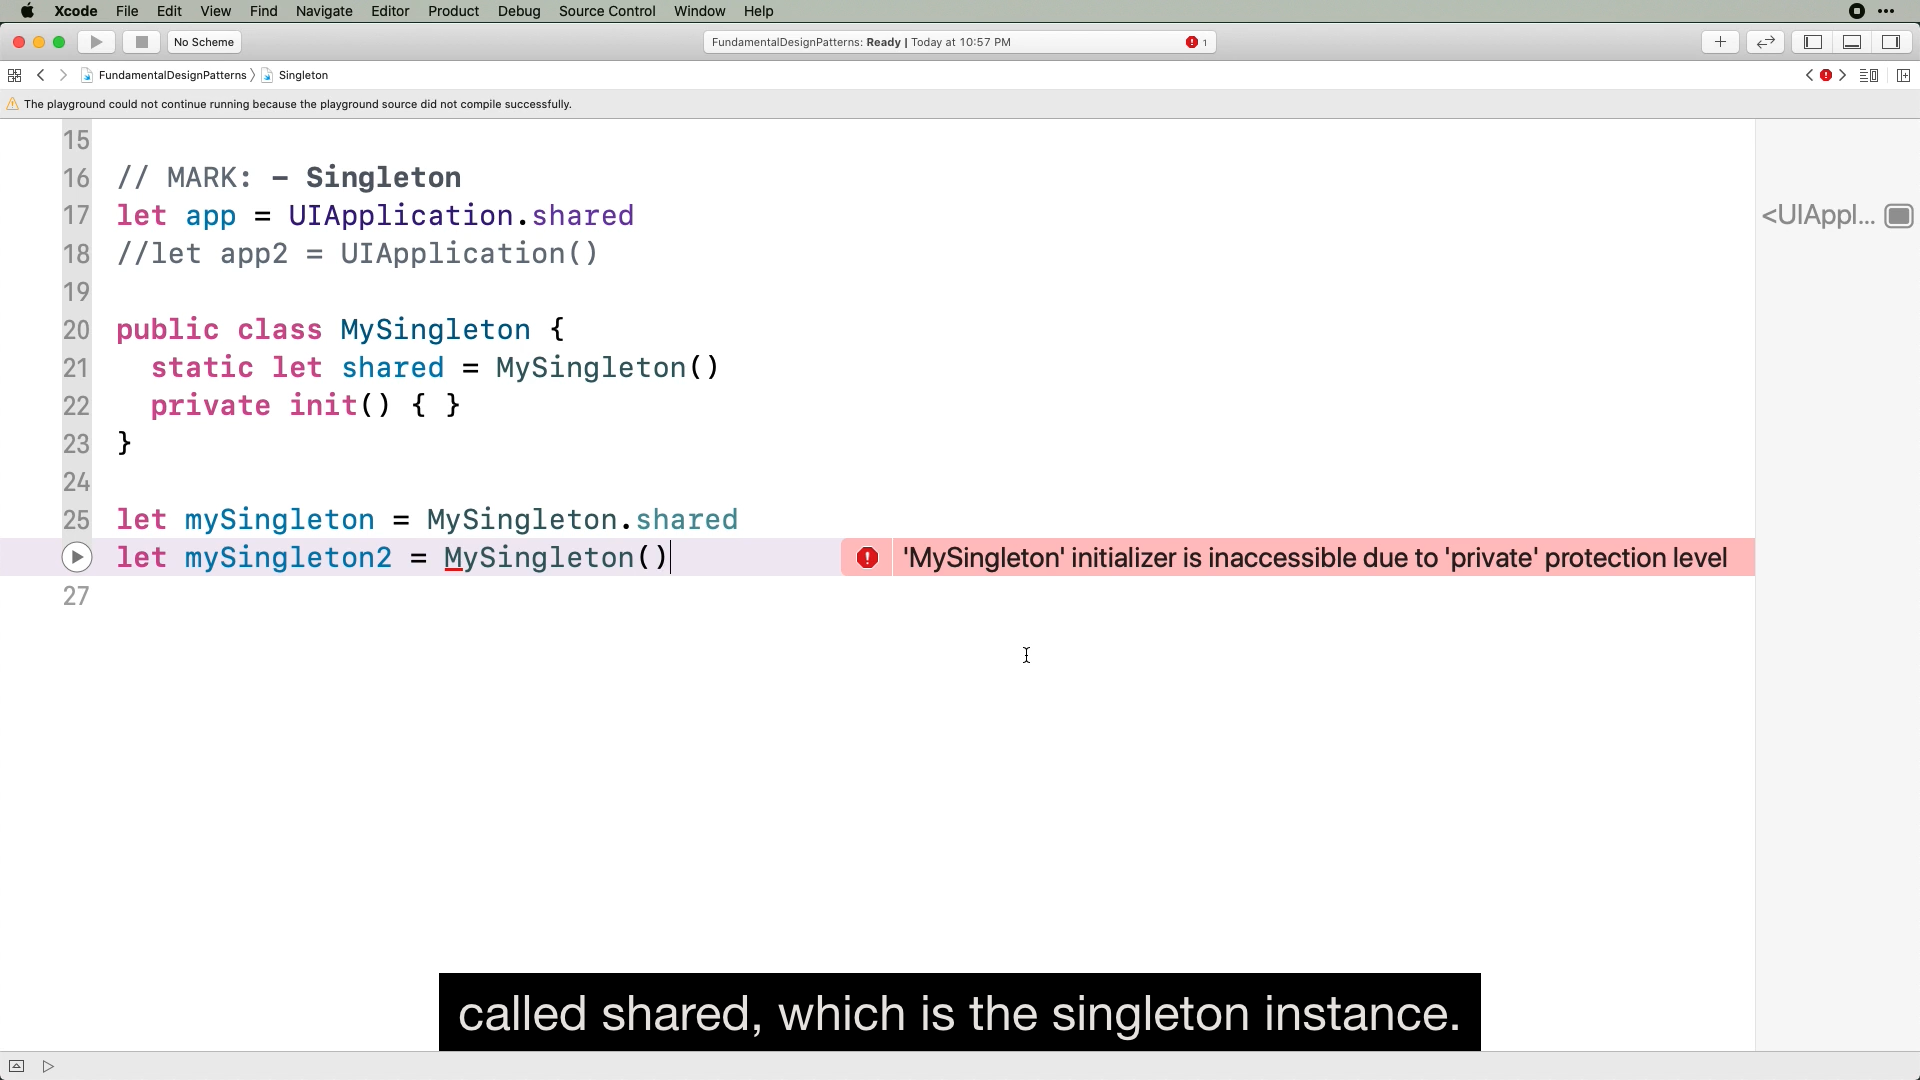 Xcode File Edit View Find Navigate Editor Product Debug Source Control Window Help •••
No Scheme FundamentalDesignPatterns: Ready | Today at 10:57 PM 1
FundamentalDesignPatterns Singleton
The playground could not continue running because the playground source did not compile successfully.
15
16 // MARK: – Singleton
17 let app = UIApplication.shared <UIAppl...
18 //let app2 = UIApplication()
19
20 public class MySingleton {
21 static let shared = MySingleton()
22 private init() { }
23 }
24
25 let mySingleton = MySingleton.shared
let mySingleton2 = MySingleton() 'MySingleton' initializer is inaccessible due to 'private' protection level
27
called shared, which is the singleton instance.